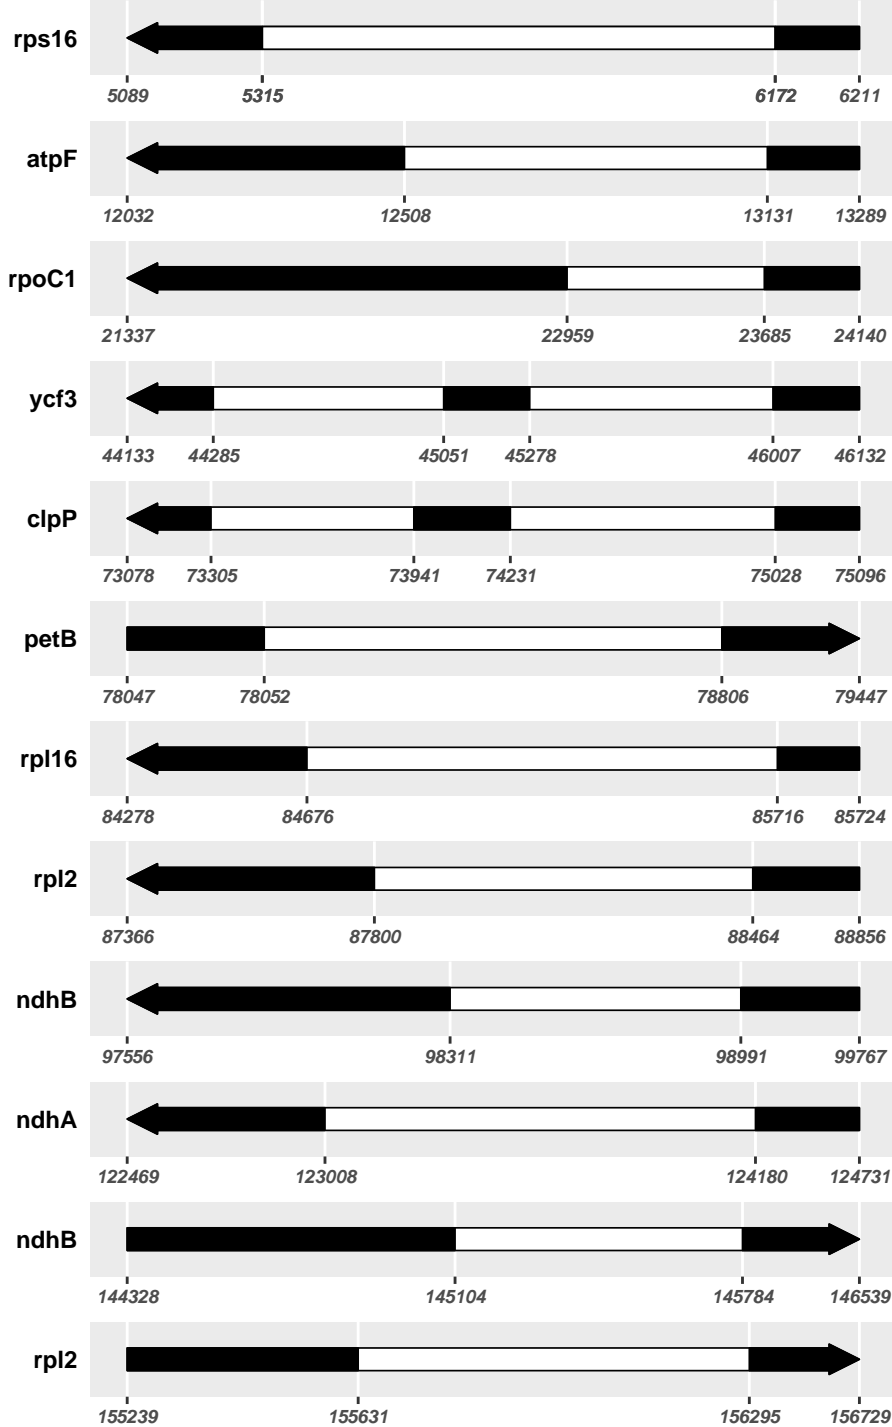 rps16
5089 5315 6172 6211
atpF
12032 12508 13131 13289
rpoC1
21337 22959 23685 24140
ycf3
44133 44285 45051 45278 46007 46132
clpP
73078 73305 73941 74231 75028 75096
petB
78047 78052 78806 79447
rpl16
84278 84676 85716 85724
rpl2
87366 87800 88464 88856
ndhB
97556 98311 98991 99767
ndhA
122469 123008 124180 124731
ndhB
144328 145104 145784 146539
rpl2
155239 155631 156295 156729